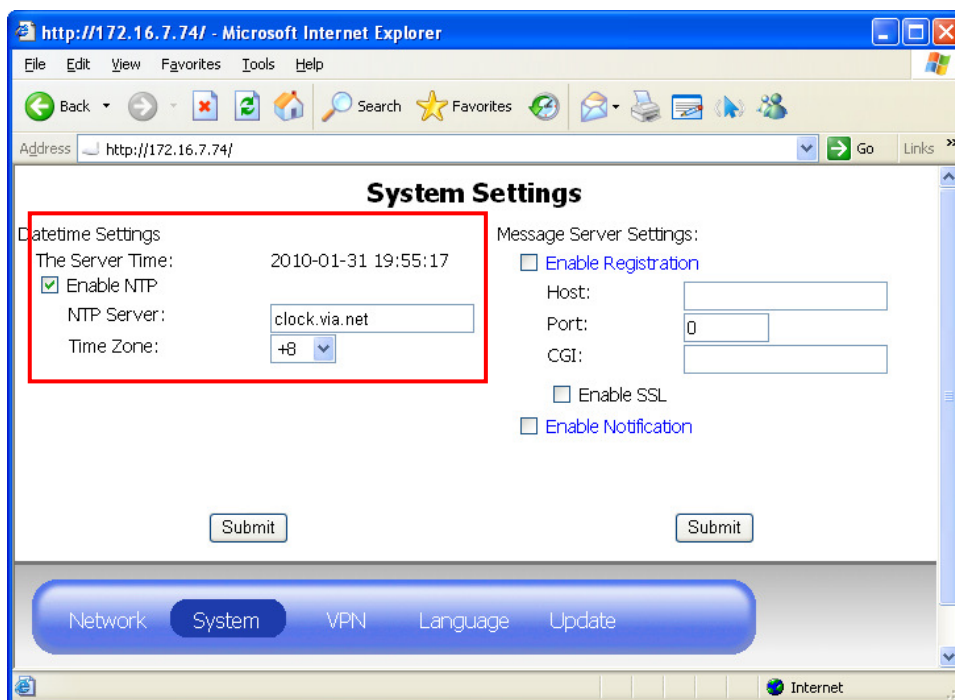 http://172.16.7.74/ - Microsoft Internet Explorer
File Edit View Favorites Tools Help
Back Search Favorites
Address http://172.16.7.74/ Go Links »
System Settings
Datetime Settings
The Server Time: 2010-01-31 19:55:17
Enable NTP
NTP Server: clock.via.net
Time Zone: +8
Submit
Message Server Settings:
Enable Registration
Host:
Port: 0
CGI:
Enable SSL
Enable Notification
Submit
Network System VPN Language Update
Internet